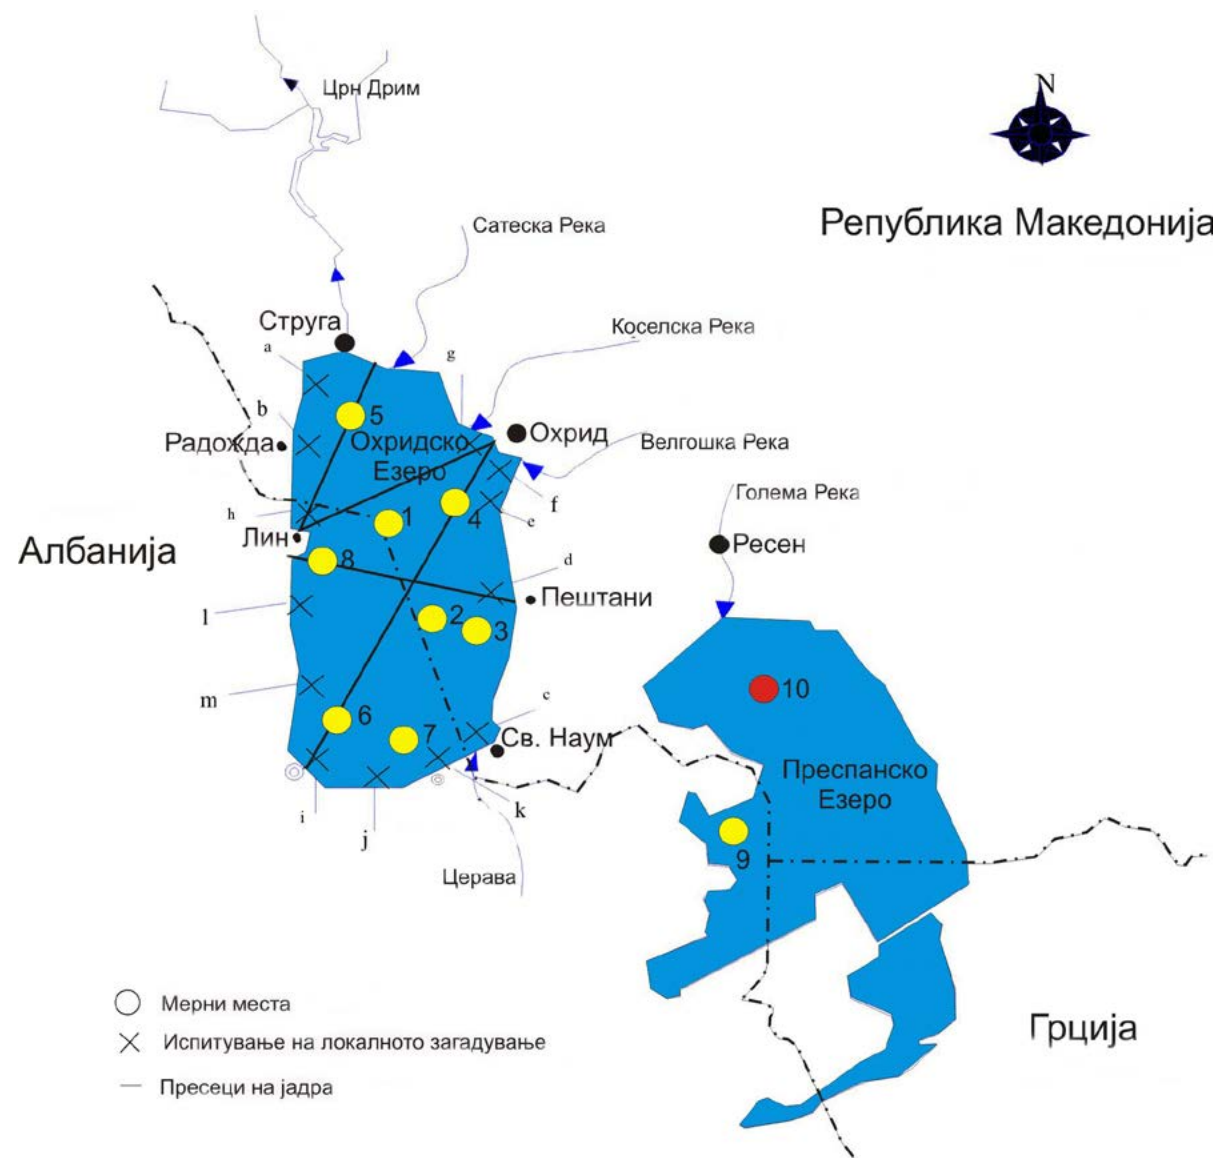 N
Црн Дрим
Република Македонија
Сатеска Река
Струга
Коселска Река
a
g
b
5
Охрид
Радожда
Охридско
Езеро
Велгошка Река
f
Голема Река
h
1
4
e
Лин
Ресен
Албанија
8
d
l
2
3
Пештани
m
c
10
6
7
Св. Наум
Преспанско
Езеро
k
i
j
9
Церава
Мерни места
Испитување на локалното загадување
Пресеци на јадра
Грција